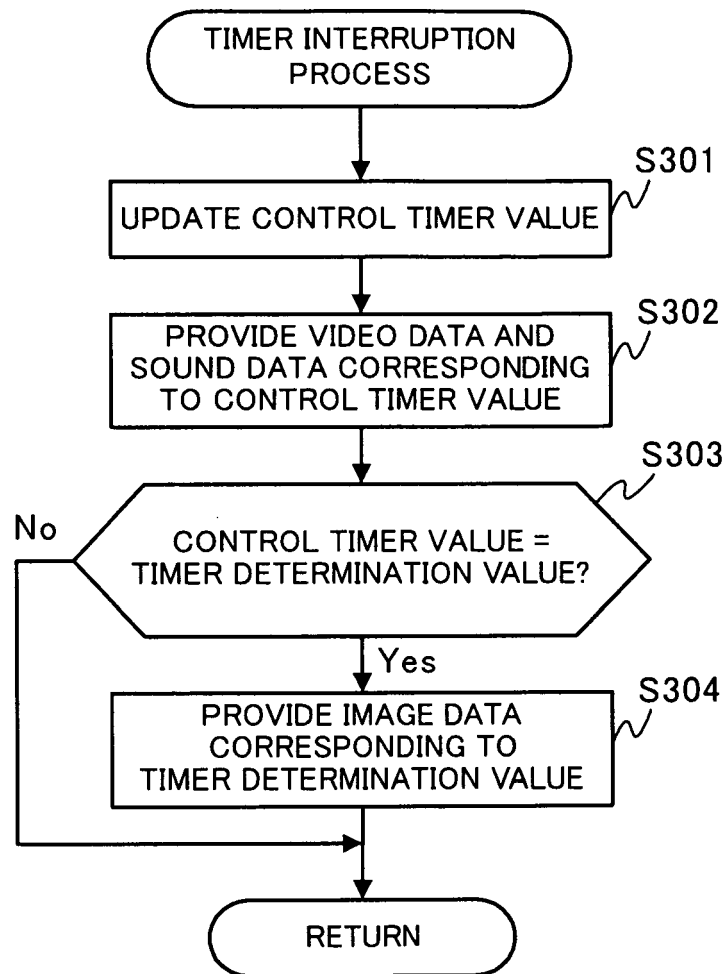 TIMER INTERRUPTION
PROCESS
S301
UPDATE CONTROL TIMER VALUE
S302
PROVIDE VIDEO DATA AND
SOUND DATA CORRESPONDING
TO CONTROL TIMER VALUE
S303
No
CONTROL TIMER VALUE =
TIMER DETERMINATION VALUE?
Yes
S304
PROVIDE IMAGE DATA
CORRESPONDING TO
TIMER DETERMINATION VALUE
RETURN